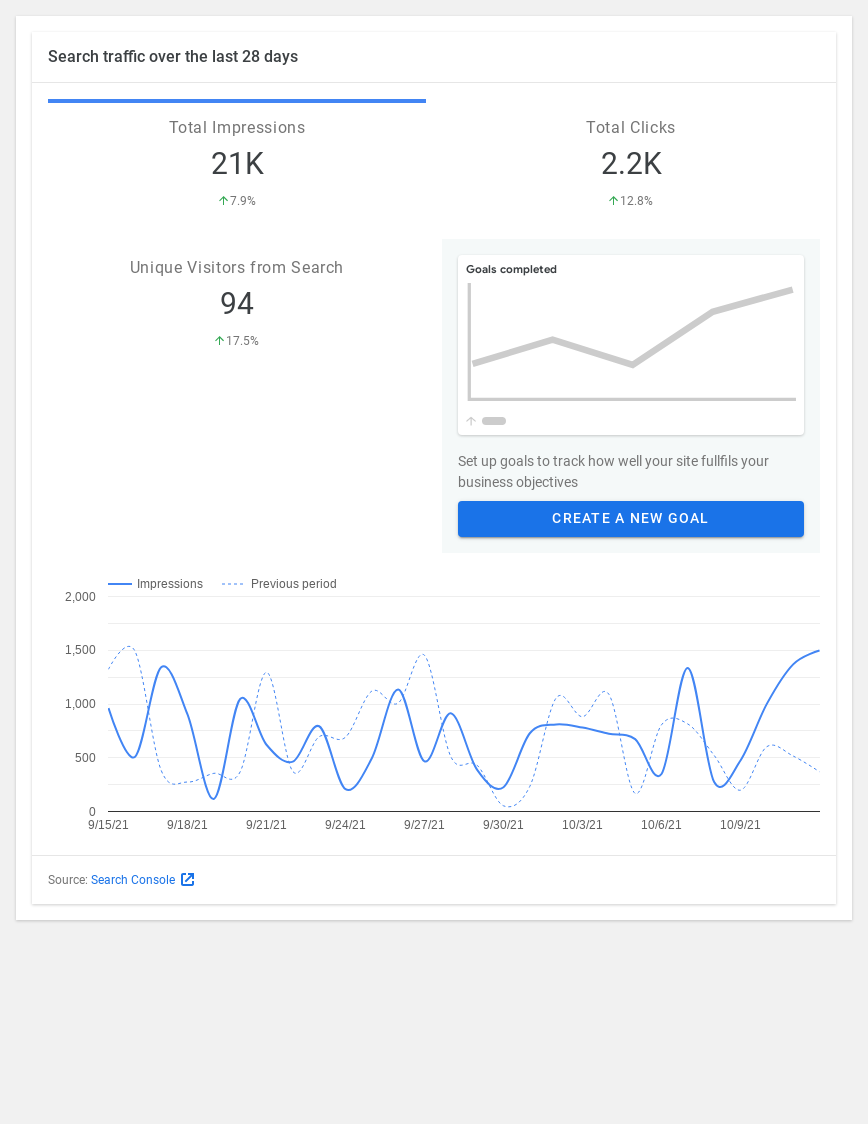 Search traffic over the last 28 days
Total Impressions
21K
7.9%
Total Clicks
2.2K
12.8%
Unique Visitors from Search
94
17.5%
Goals completed
Set up goals to track how well your site fullfils your
business objectives
CREATE A NEW GOAL
Impressions
Previous period
2,000
1,500
1,000
500
0
9/15/21
9/18/21
9/21/21
9/24/21
9/27/21
9/30/21
10/3/21
10/6/21
10/9/21
Source: Search Console